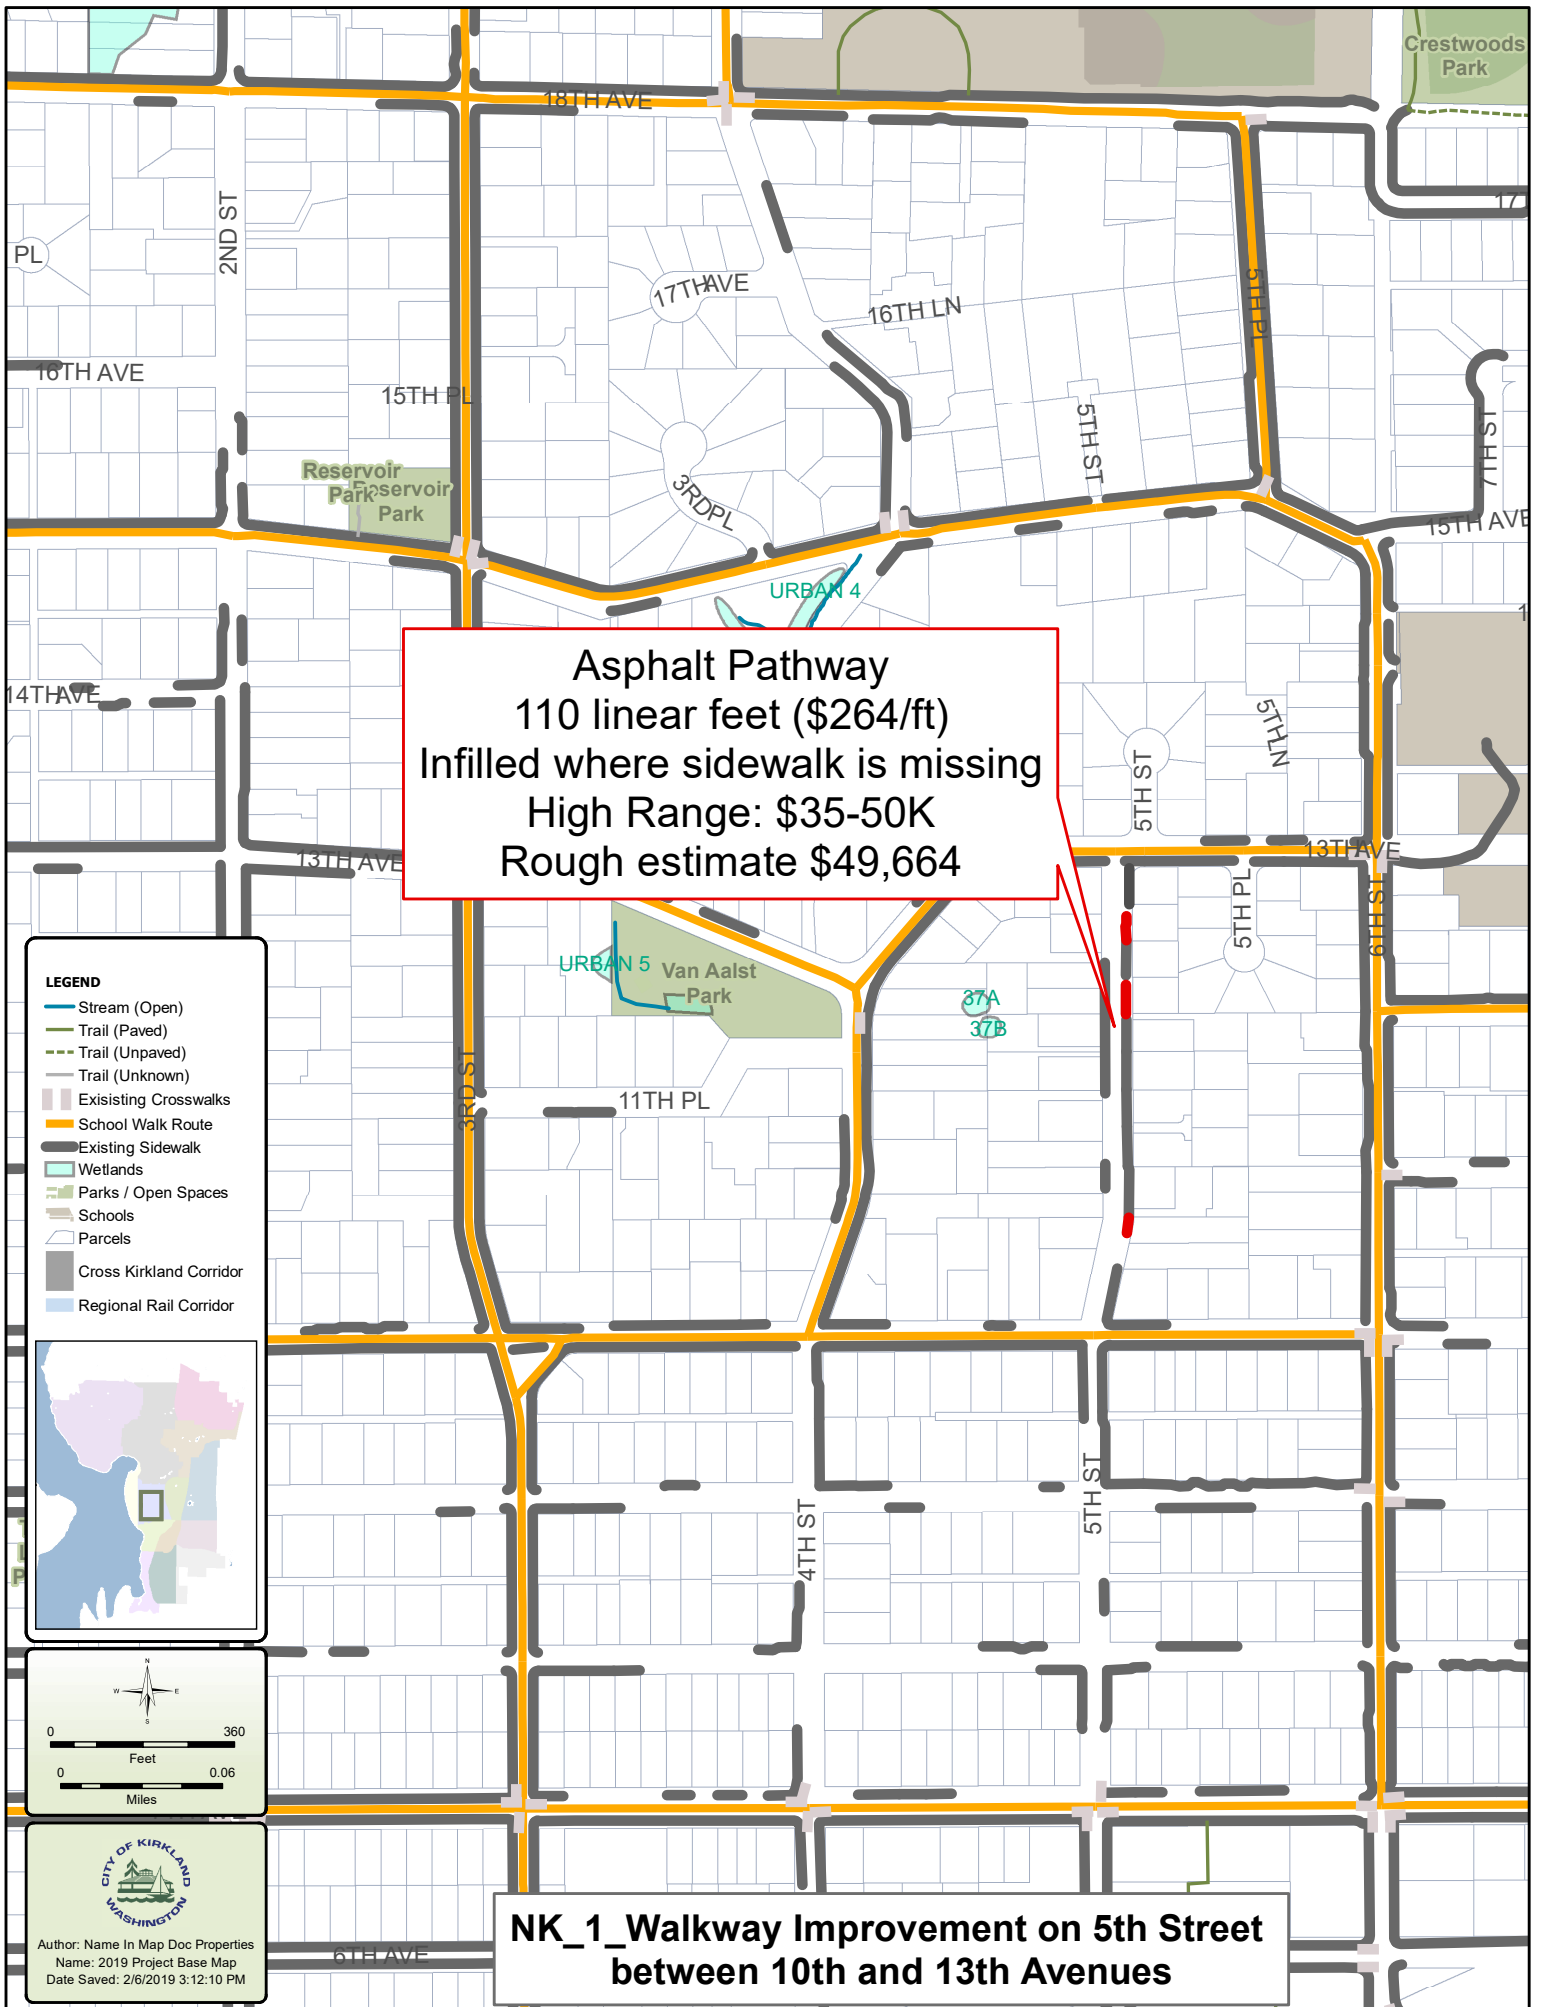 Crestwoods
Park
18TH AVE
2ND ST
17T
PL
17TH AVE
16TH LN
5TH PL
16TH AVE
15TH PL
5TH ST
7TH ST
Reservoir
Park
Reservoir
Park
3RD PL
15TH AVE
URBAN 4
1
14TH AVE
Asphalt Pathway
110 linear feet ($264/ft)
Infilled where sidewalk is missing
High Range: $35-50K
Rough estimate $49,664
5TH LN
5TH ST
13TH AVE
13TH AVE
5TH PL
6TH ST
URBAN 5
Van Aalst
Park
37A
37B
3RD ST
11TH PL
LEGEND
Stream (Open)
Trail (Paved)
Trail (Unpaved)
Trail (Unknown)
Exisisting Crosswalks
School Walk Route
Existing Sidewalk
Wetlands
Parks / Open Spaces
Schools
Parcels
Cross Kirkland Corridor
Regional Rail Corridor
4TH ST
5TH ST
N
W E
S
0 360
Feet
0 0.06
Miles
CITY OF KIRKLAND
WASHINGTON
Author: Name In Map Doc Properties
Name: 2019 Project Base Map
Date Saved: 2/6/2019 3:12:10 PM
6TH AVE
NK_1_Walkway Improvement on 5th Street
between 10th and 13th Avenues